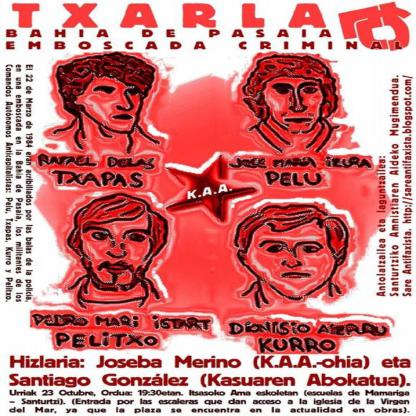 TXARLA
BAHIA DE PASAIA
EMBOSCADA CRIMINAL
El 22 de Marzo de 1984 van acribillados por las balas de la policía,
en una emboscada en la Bahía de Pasaia, los militantes de los
Comandos Autónomos Anticapitalistas: Pelu, Txapas, Kurro y Pelitxo.
RAFAEL DELAS
TXAPAS
JOSE MARIA IZURA
PELU
K.A.A.
PEDRO MARI ISTART
PELITXO
DIONISIO AIZPURU
KURRO
Antolatzailea eta laguntzailea:
Santurtziko Amnistiaren Aldeko Mugimendua.
Sare Antifaxista.
Hizlaria: Joseba Merino (K.A.A.-ohia) eta
Santiago González (Kasuaren Abokatua).
Urriak 23 Octubre, Ordua: 19:30etan. Itsasoko Ama eskoletan (escuelas de Mamariga
– Santurtzi). (Entrada por las escaleras que dan acceso a la iglesia de la Virgen
del Mar, ya que la plaza se encuentra en la actualidad en obras).